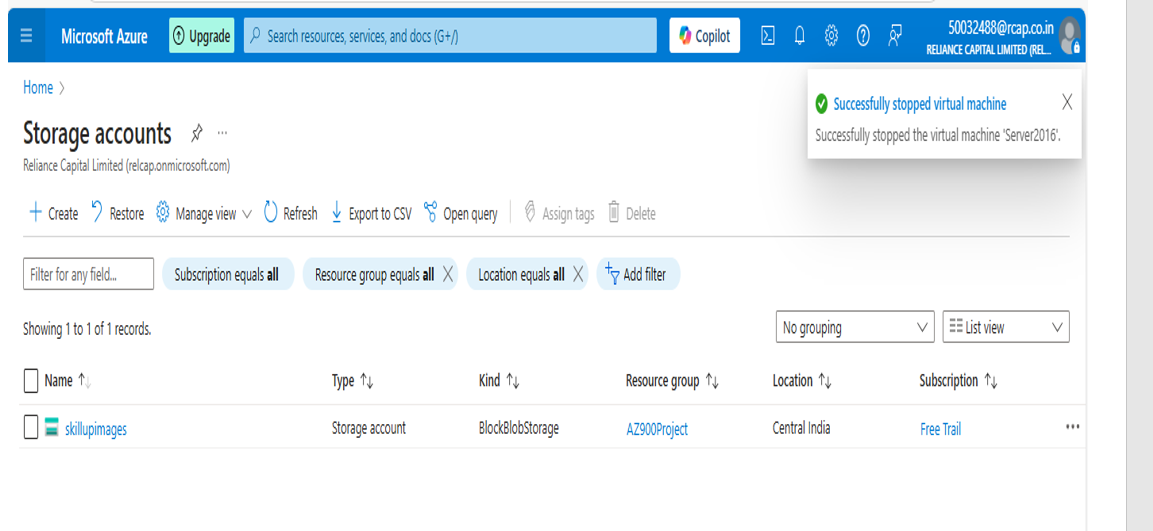 Microsoft Azure
Upgrade
Search resources, services, and docs (G+/)
Copilot
50032488@rcap.co.in
RELIANCE CAPITAL LIMITED (REL...
Home
Successfully stopped virtual machine
Successfully stopped the virtual machine 'Server2016'.
Storage accounts ...
Reliance Capital Limited (relcap.onmicrosoft.com)
Create Restore Manage view Refresh Export to CSV Open query Assign tags Delete
Filter for any field... Subscription equals all Resource group equals all Location equals all Add filter
Showing 1 to 1 of 1 records.
No grouping List view
Name Type Kind Resource group Location Subscription
skillupimages Storage account BlockBlobStorage AZ900Project Central India Free Trail ...